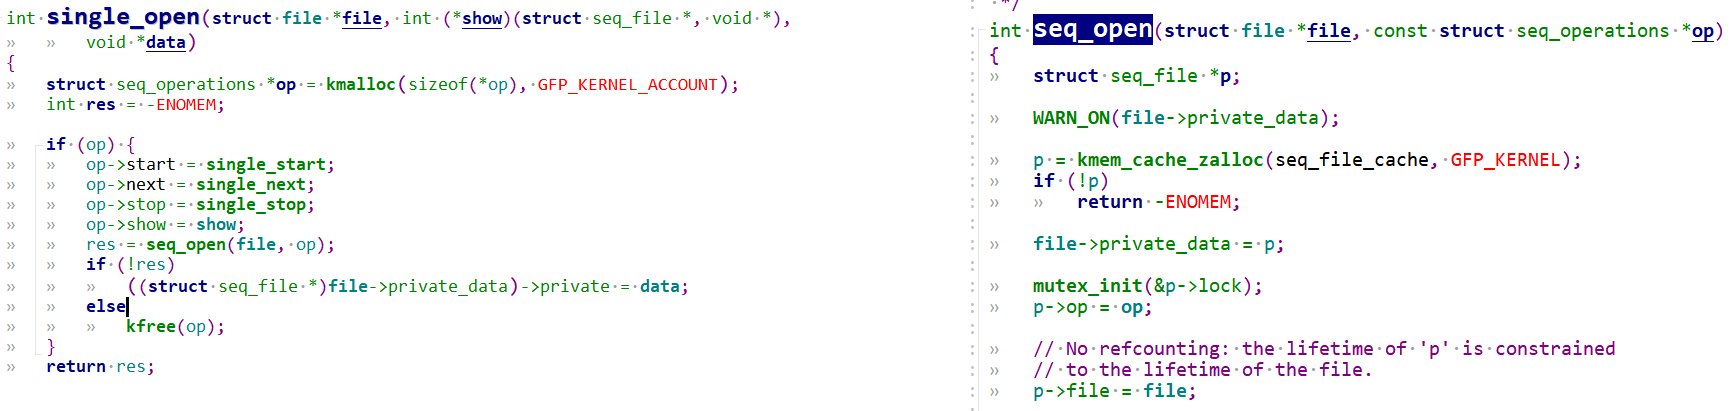 int single_open(struct file *file, int (*show)(struct seq_file *, void *),
		void *data)
{
	struct seq_operations *op = kmalloc(sizeof(*op), GFP_KERNEL_ACCOUNT);
	int res = -ENOMEM;

	if (op) {
		op->start = single_start;
		op->next = single_next;
		op->stop = single_stop;
		op->show = show;
		res = seq_open(file, op);
		if (!res)
			((struct seq_file *)file->private_data)->private = data;
		else
			kfree(op);
	}
	return res;

*/
int seq_open(struct file *file, const struct seq_operations *op)
{
	struct seq_file *p;

	WARN_ON(file->private_data);

	p = kmem_cache_zalloc(seq_file_cache, GFP_KERNEL);
	if (!p)
		return -ENOMEM;

	file->private_data = p;

	mutex_init(&p->lock);
	p->op = op;

	// No refcounting: the lifetime of 'p' is constrained
	// to the lifetime of the file.
	p->file = file;